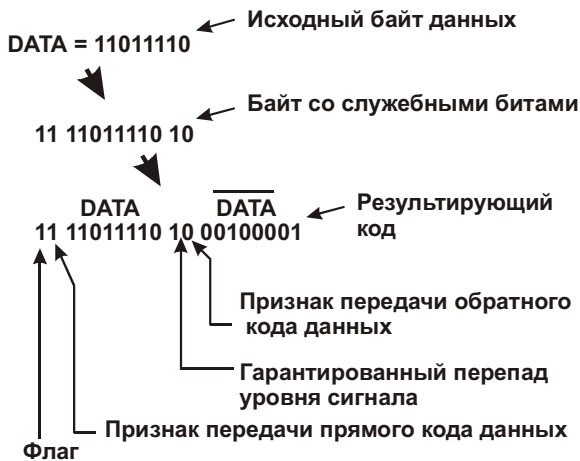 Исходный байт данных
DATA = 11011110
Байт со служебными битами
11 11011110 10
DATA DATA
11 11011110 10 00100001
Результирующий
код
Признак передачи обратного
кода данных
Гарантированный перепад
уровня сигнала
Признак передачи прямого кода данных
Флаг